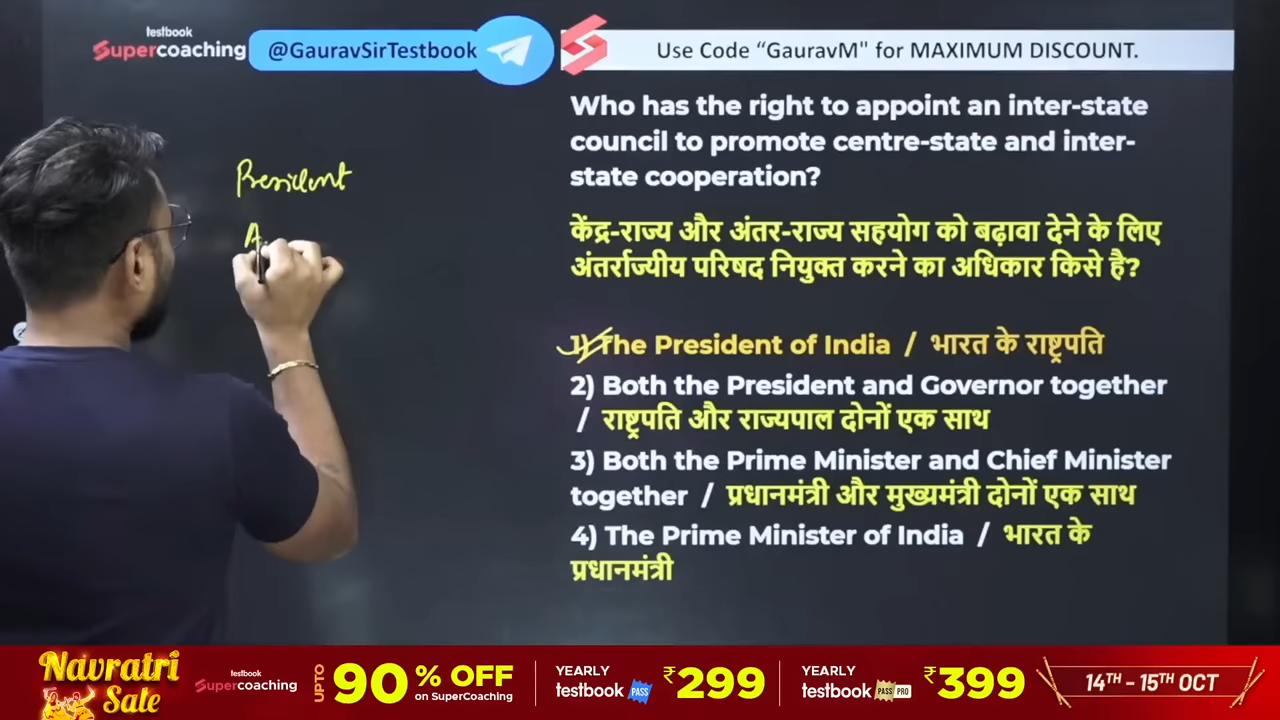 testbook
Supercoaching
@GauravSirTestbook
Use Code “GauravM" for MAXIMUM DISCOUNT.
Who has the right to appoint an inter-state
council to promote centre-state and inter-
state cooperation?
केंद्र-राज्य और अंतर-राज्य सहयोग को बढ़ावा देने के लिए
अंतर्राज्यीय परिषद नियुक्त करने का अधिकार किसे है?
1) The President of India / भारत के राष्ट्रपति
2) Both the President and Governor together
/ राष्ट्रपति और राज्यपाल दोनों एक साथ
3) Both the Prime Minister and Chief Minister
together / प्रधानमंत्री और मुख्यमंत्री दोनों एक साथ
4) The Prime Minister of India / भारत के
प्रधानमंत्री
President
A
Navratri
Sale
testbook
Supercoaching
UPTO
90% OFF
on SuperCoaching
YEARLY
testbook PASS
₹299
YEARLY
testbook PASS PRO
₹399
14TH - 15TH OCT